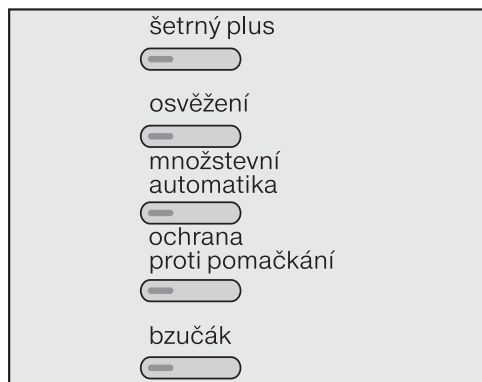 šetrný plus
osvěžení
množstevní
automatika
ochrana
proti pomačkání
bzučák